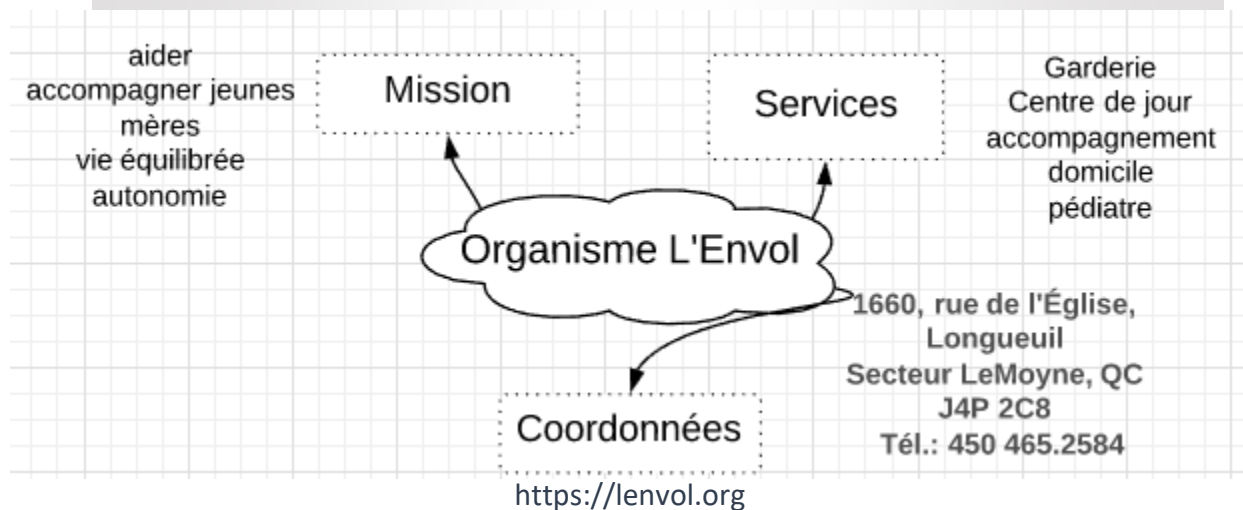 aider
accompagner jeunes
mères
vie équilibrée
autonomie
Mission
Services
Garderie
Centre de jour
accompagnement
domicile
pédiatre
Organisme L'Envol
1660, rue de l'Église,
Longueuil
Secteur LeMoyne, QC
J4P 2C8
Tél.: 450 465.2584
Coordonnées
https://lenvol.org